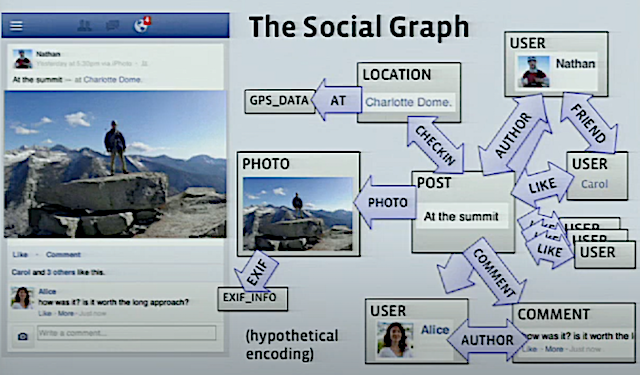 4
The Social Graph
Nathan
Yesterday at 5:30pm via iPhone
At the summit — at Charlotte Dome.
Like · Comment
Carol and 3 others like this.
Alice
how was it? is it worth the long approach?
Like · More · Just now
Write a comment...
USER
Nathan
LOCATION
Charlotte Dome.
AT
GPS_DATA
CHECKIN
AUTHOR
FRIEND
USER
Carol
LIKE
PHOTO
PHOTO
POST
At the summit
LIKE
USER
USER
USER
EXIF
EXIF_INFO
COMMENT
(hypothetical
encoding)
USER
Alice
AUTHOR
COMMENT
how was it? is it worth the l
Like · More · Just now